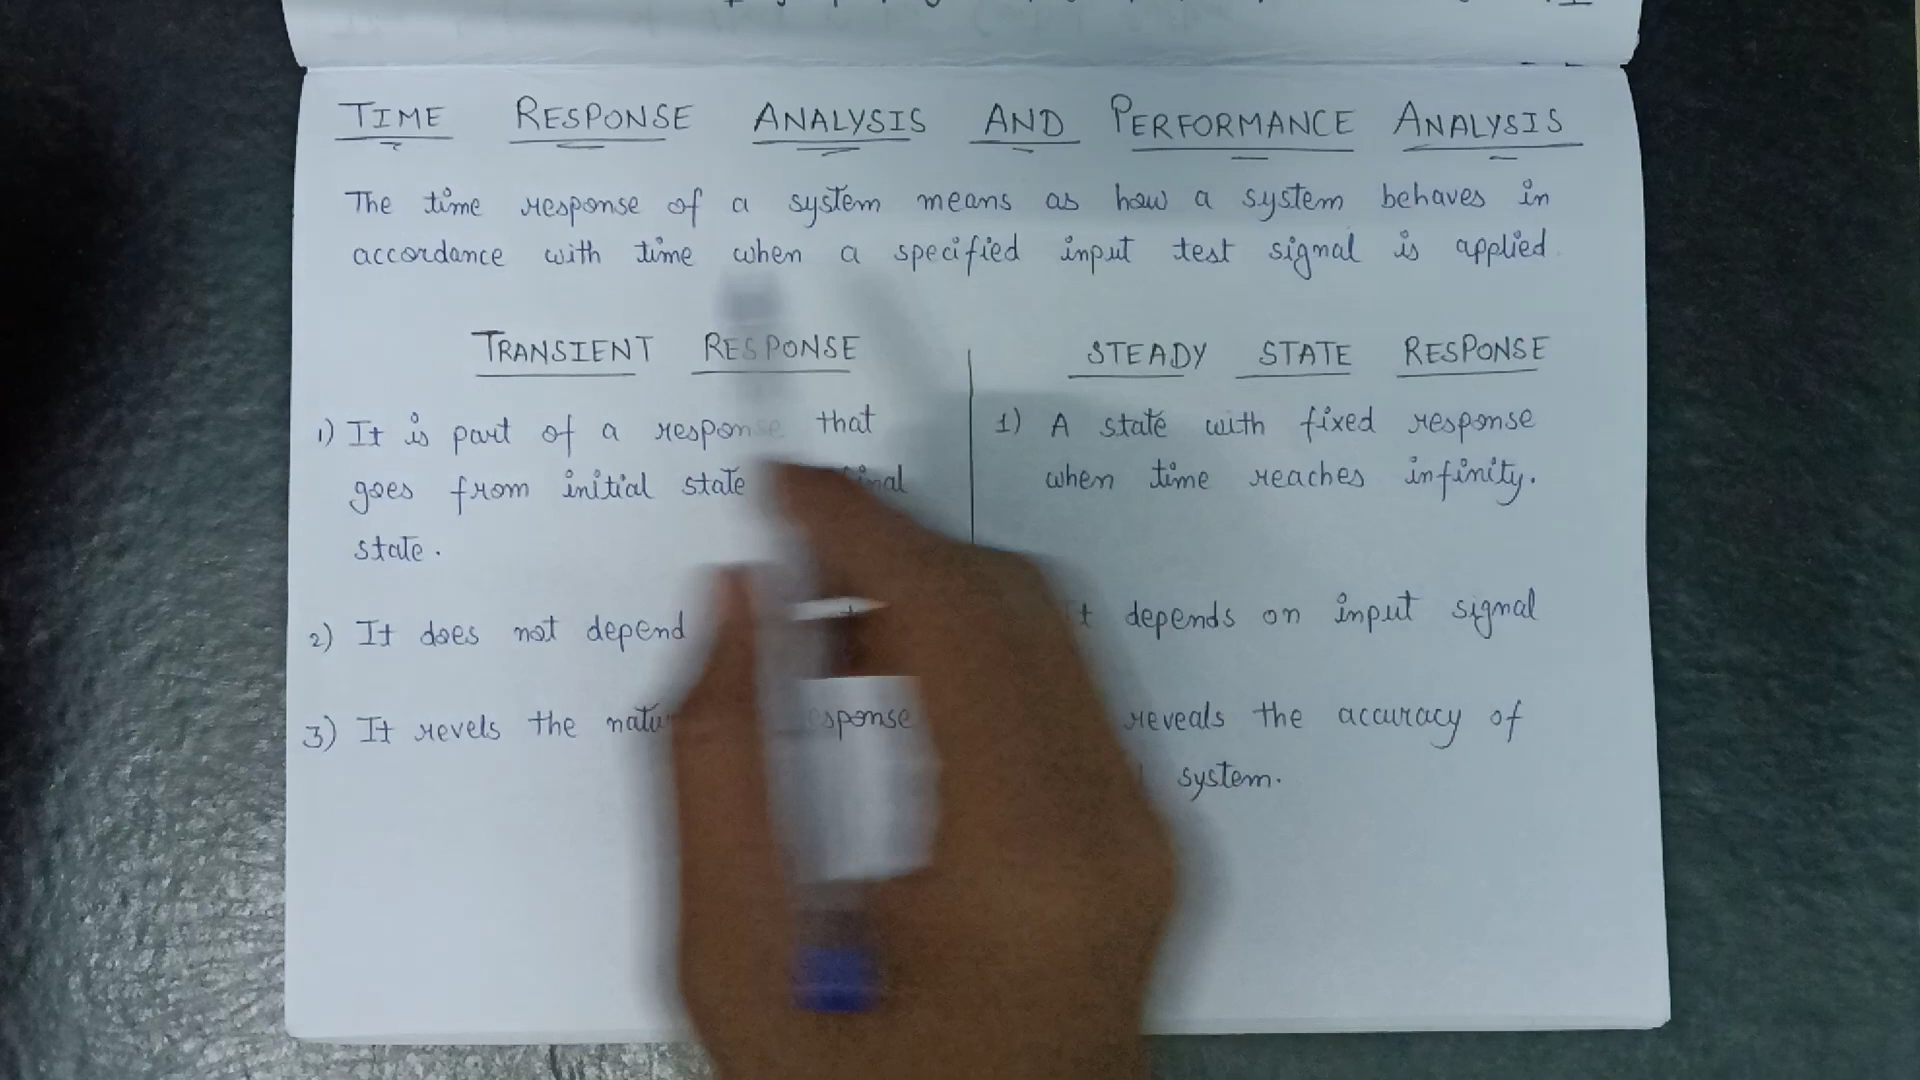 TIME RESPONSE ANALYSIS AND PERFORMANCE ANALYSIS
The time response of a system means as how a system behaves in
accordance with time when a specified input test signal is applied
TRANSIENT RESPONSE
1) It is part of a response that
goes from initial state
state.
2) It does not depend
3) It revels the response
STEADY STATE RESPONSE
1) A state with fixed response
when time reaches infinity.
depends on input signal
reveals the accuracy of
system.